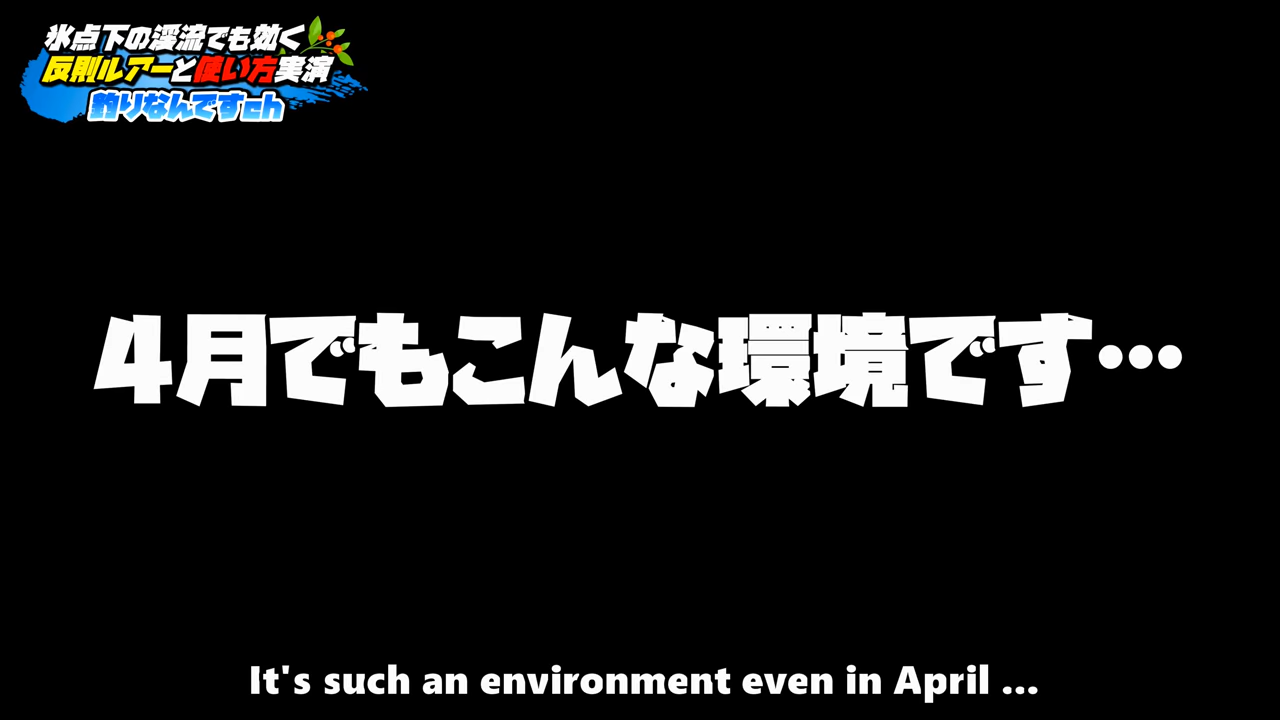 氷点下の渓流でも効く
反則ルアーと使い方実演
釣りなんですch
4月でもこんな環境です…
It's such an environment even in April ...